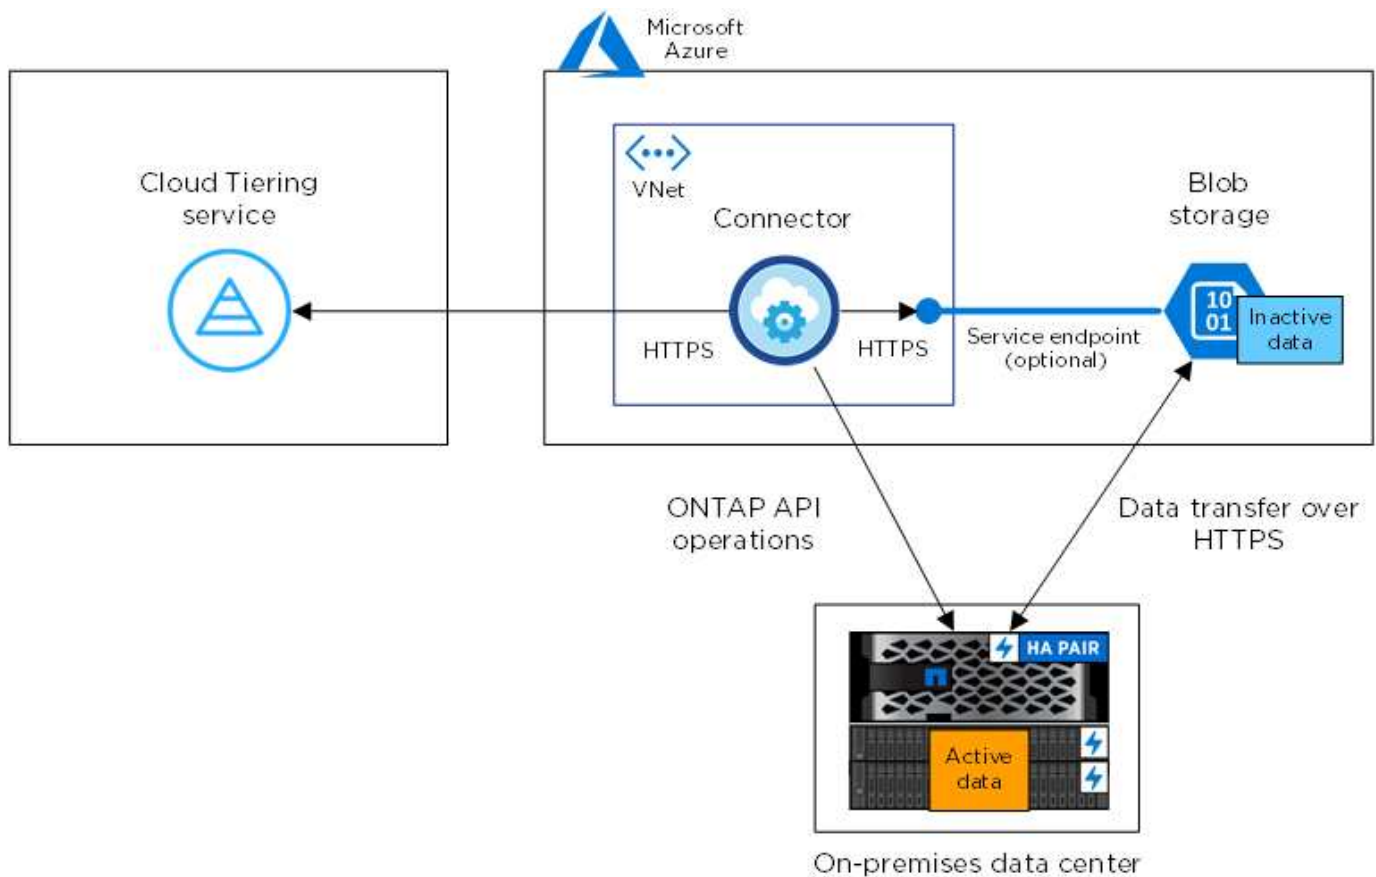 Microsoft
Azure
Cloud Tiering
service
VNet
Connector
Blob
storage
10
01
Inactive
data
HTTPS
HTTPS
Service endpoint
(optional)
ONTAP API
operations
Data transfer over
HTTPS
HA PAIR
Active
data
On-premises data center